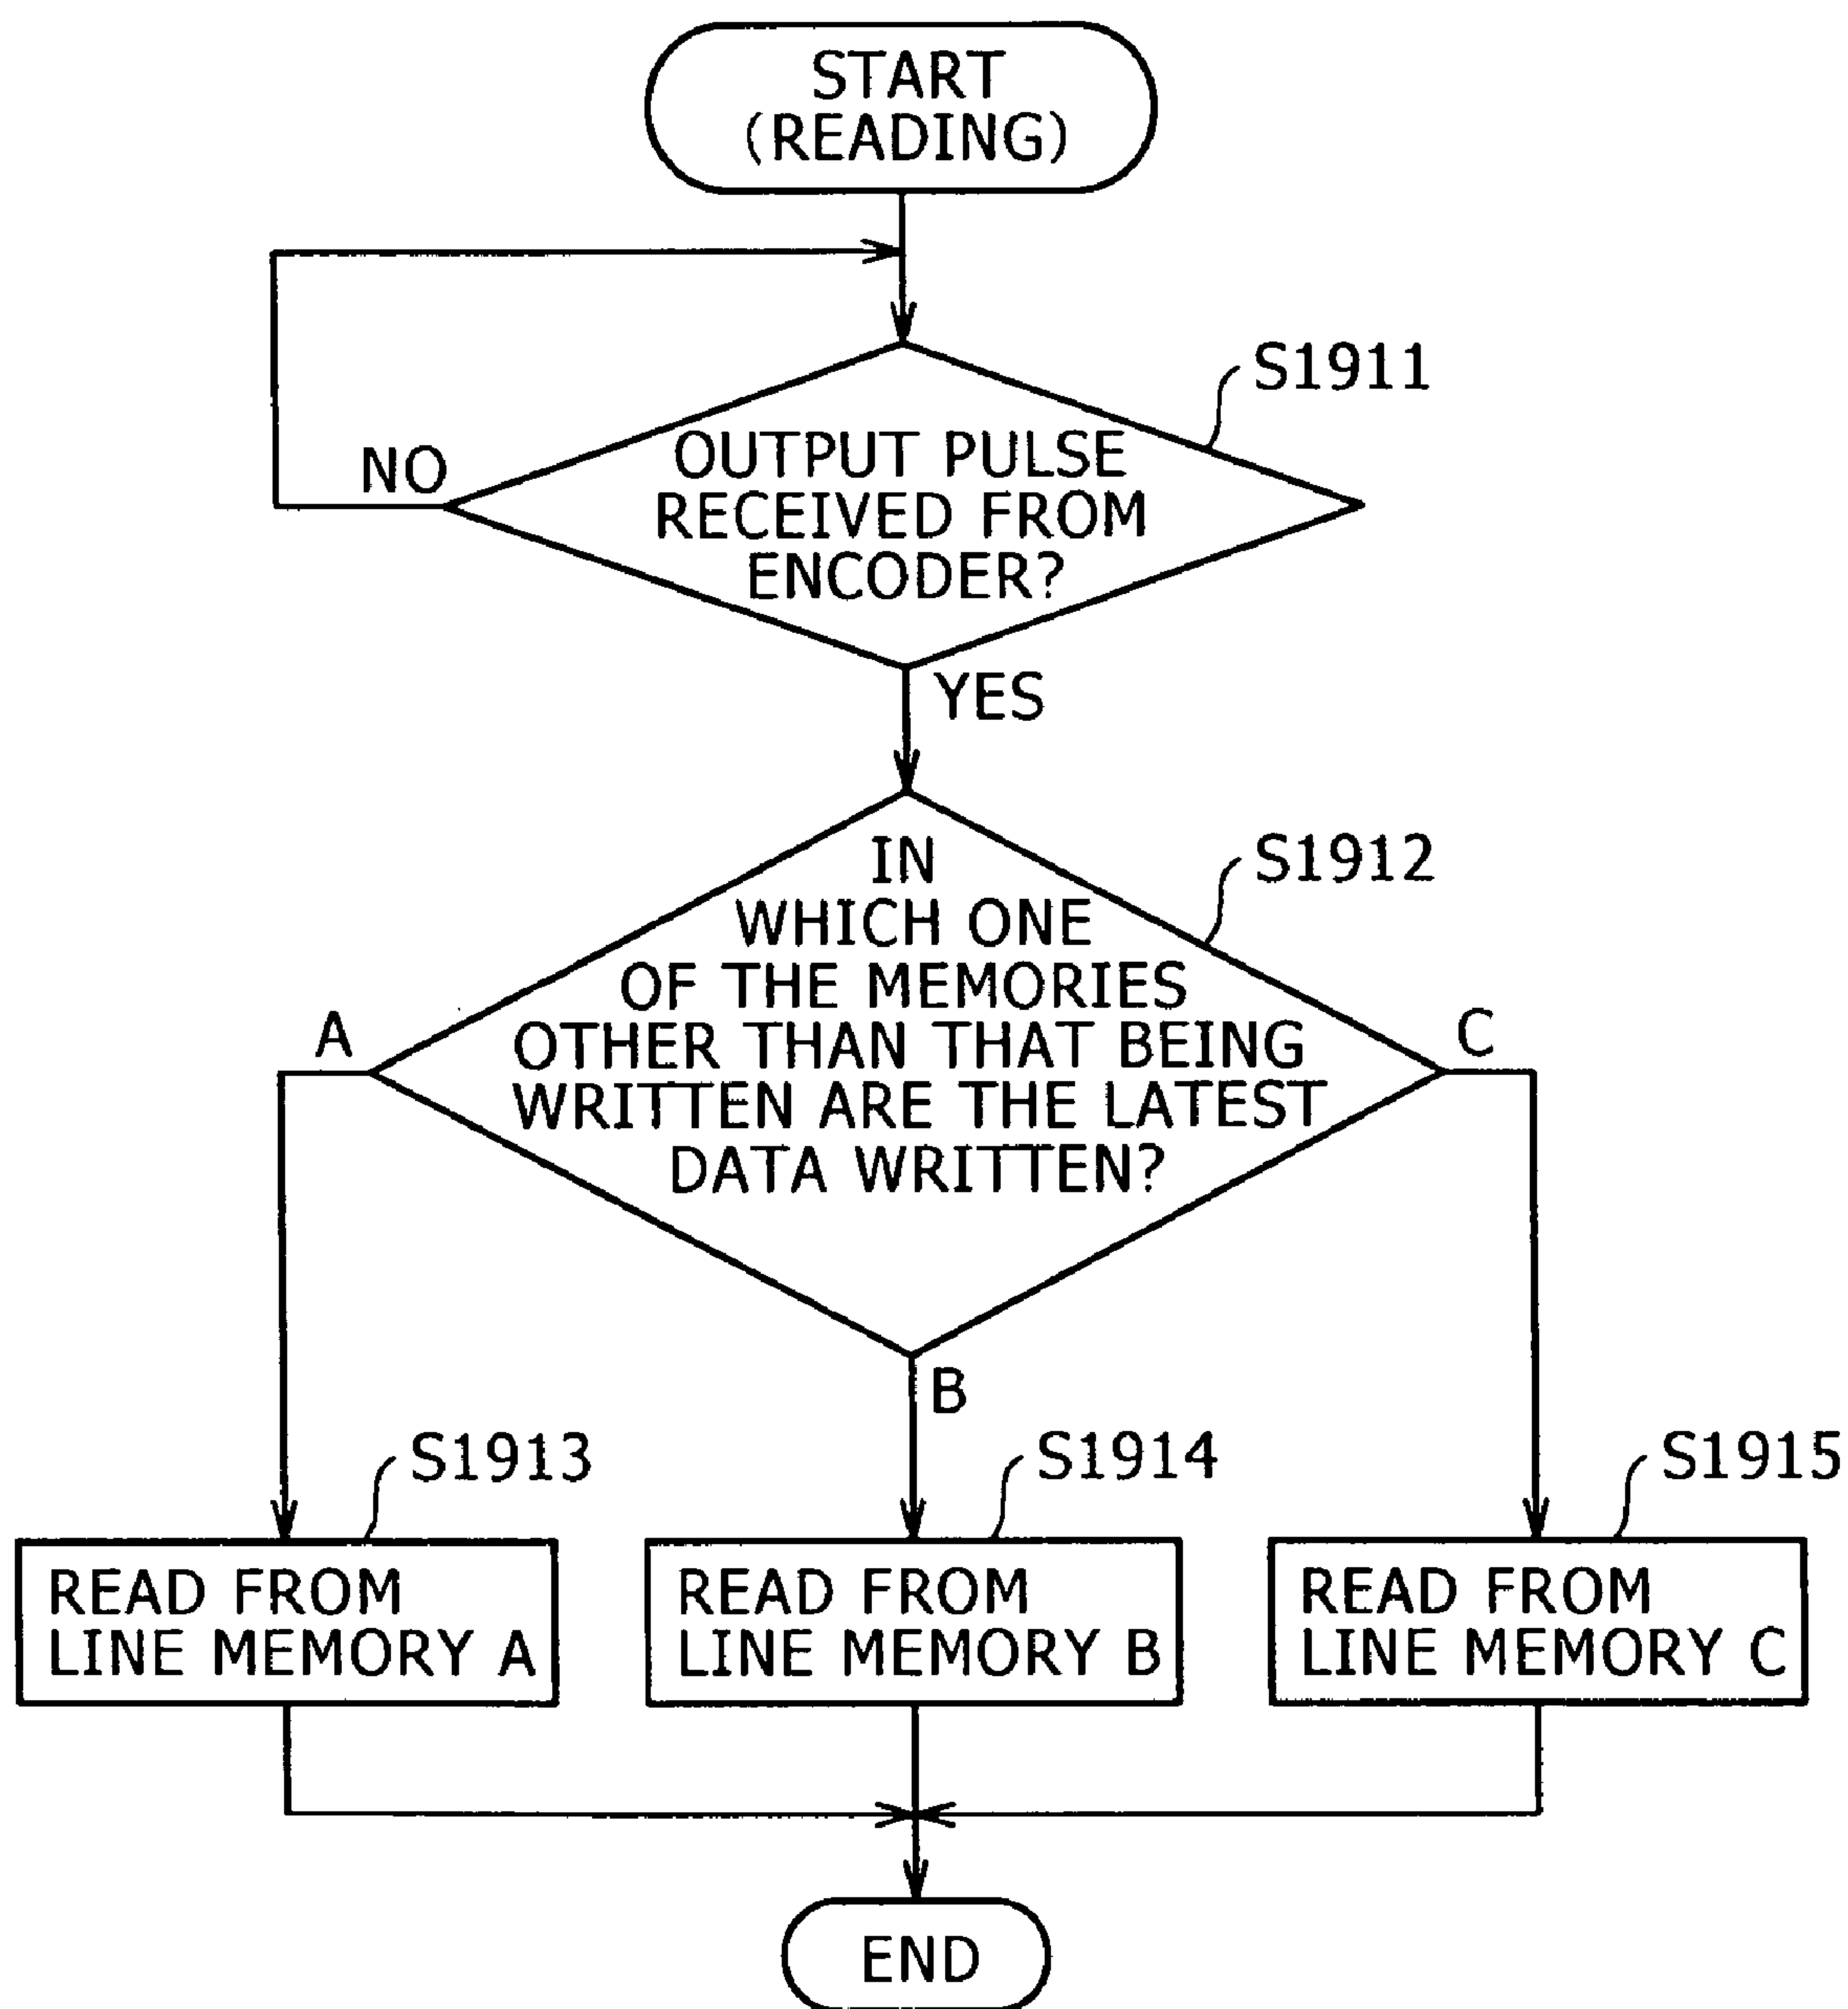 START
(READING)
S1911
NO
OUTPUT PULSE
RECEIVED FROM
ENCODER?
YES
S1912
IN
WHICH ONE
OF THE MEMORIES
OTHER THAN THAT BEING
WRITTEN ARE THE LATEST
DATA WRITTEN?
A
C
B
S1913
S1914
S1915
READ FROM
LINE MEMORY A
READ FROM
LINE MEMORY B
READ FROM
LINE MEMORY C
END